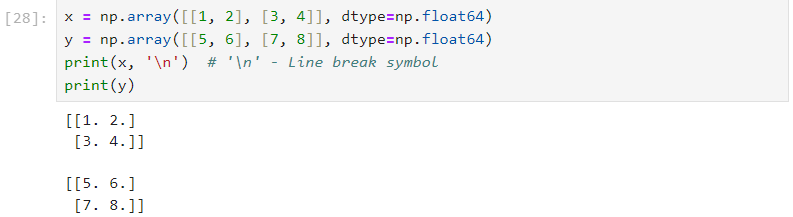 [28]: x = np.array([[1, 2], [3, 4]], dtype=np.float64)
y = np.array([[5, 6], [7, 8]], dtype=np.float64)
print(x, '\n')  # '\n' - Line break symbol
print(y)
[[1. 2.]
 [3. 4.]]

[[5. 6.]
 [7. 8.]]